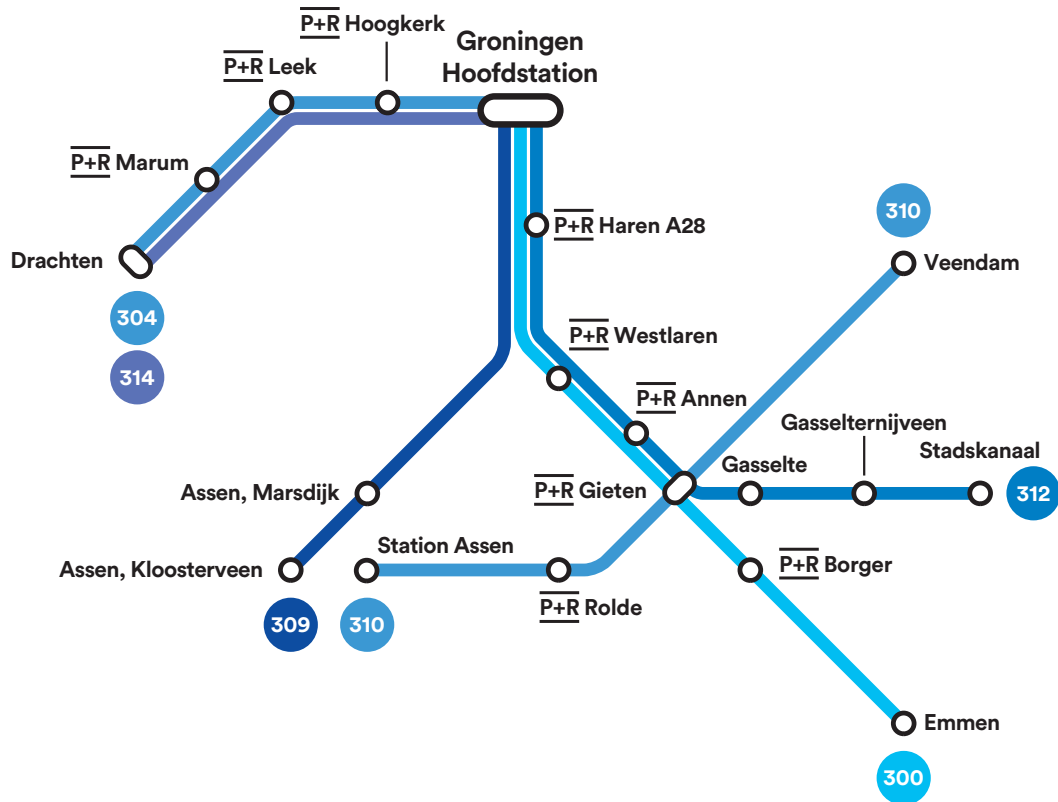 P+R Hoogkerk
Groningen
Hoofdstation
P+R Leek
P+R Marum
310
P+R Haren A28
Drachten
Veendam
304
P+R Westlaren
314
P+R Annen
Gasselternijveen
Stadskanaal
Gasselte
Assen, Marsdijk
P+R Gieten
312
Station Assen
Assen, Kloosterveen
P+R Borger
P+R Rolde
309
310
Emmen
300